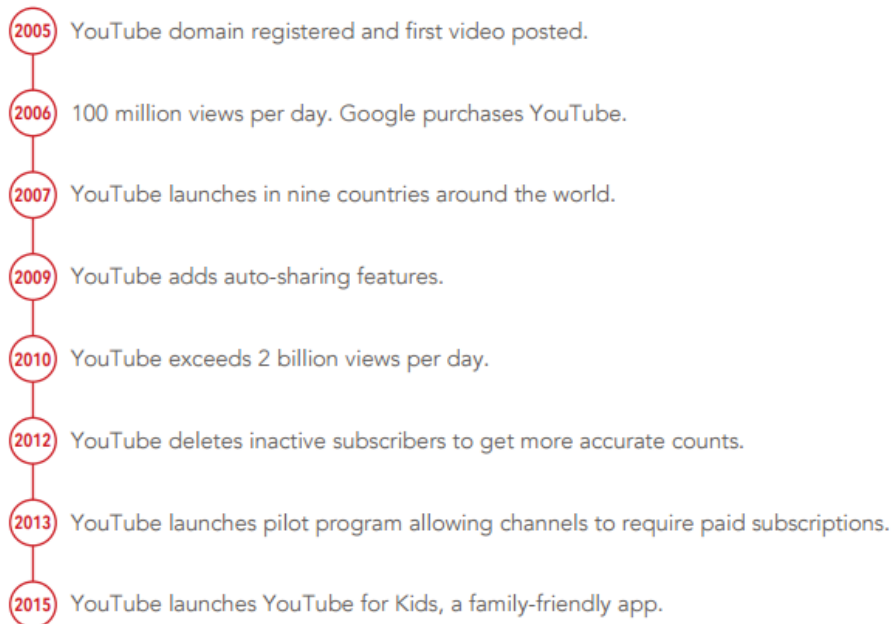 2005 YouTube domain registered and first video posted.
2006 100 million views per day. Google purchases YouTube.
2007 YouTube launches in nine countries around the world.
2009 YouTube adds auto-sharing features.
2010 YouTube exceeds 2 billion views per day.
2012 YouTube deletes inactive subscribers to get more accurate counts.
2013 YouTube launches pilot program allowing channels to require paid subscriptions.
2015 YouTube launches YouTube for Kids, a family-friendly app.